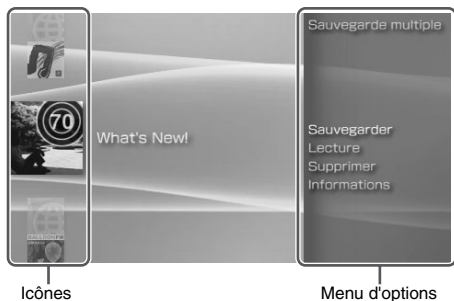 Sauvegarde multiple
70
What's New!
Sauvegarder
Lecture
Supprimer
Informations
Icônes
Menu d'options